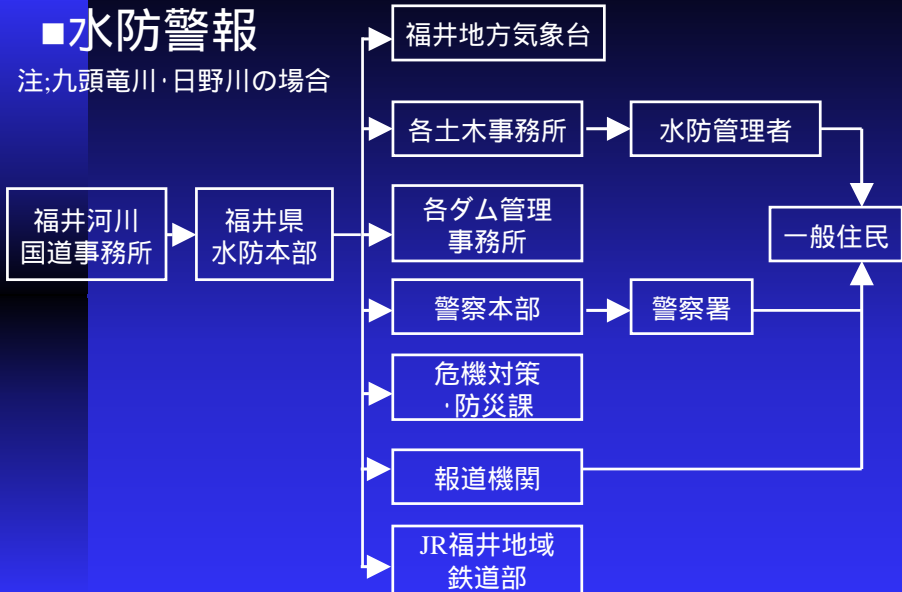 ■水防警報
注;九頭竜川・日野川の場合
福井河川
国道事務所
福井県
水防本部
福井地方気象台
各土木事務所
水防管理者
各ダム管理
事務所
一般住民
警察本部
警察署
危機対策
・防災課
報道機関
JR福井地域
鉄道部